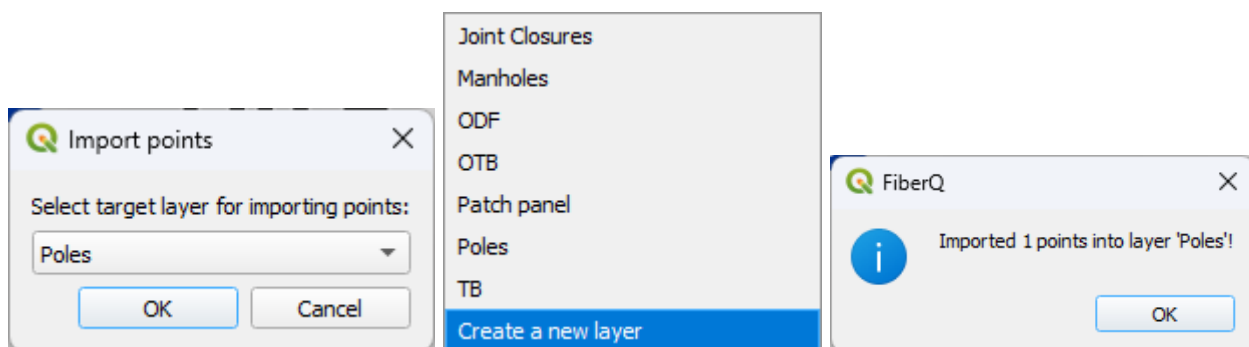 Import points
Select target layer for importing points:
Poles
OK Cancel
Joint Closures
Manholes
ODF
OTB
Patch panel
Poles
TB
Create a new layer
FiberQ
Imported 1 points into layer 'Poles'!
OK